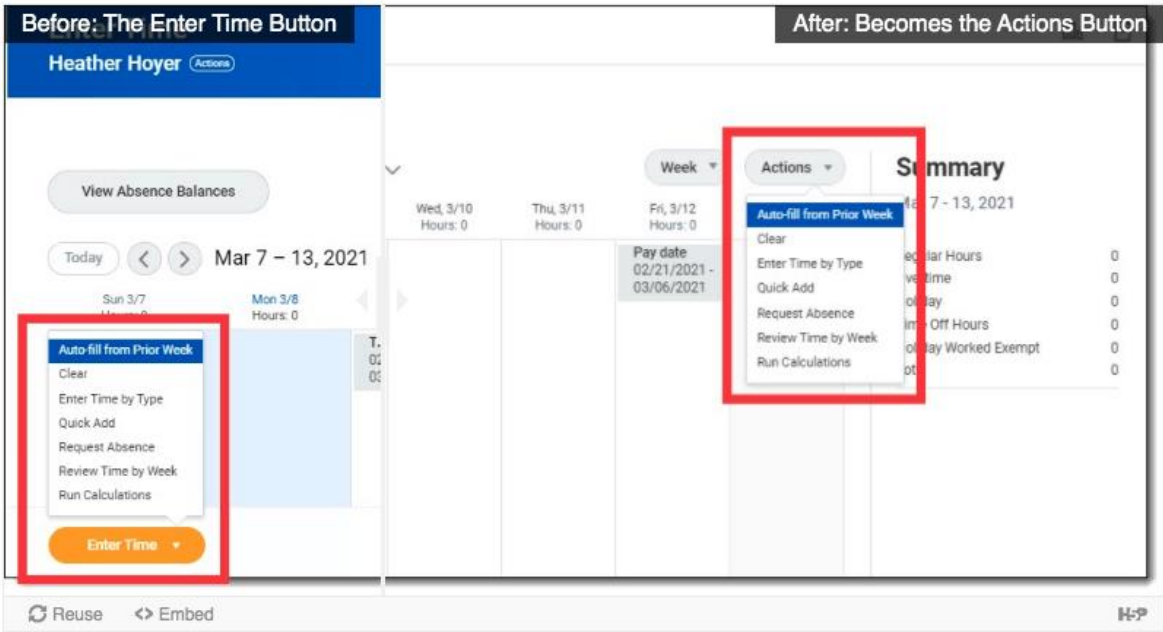 Before: The Enter Time Button
After: Becomes the Actions Button
Enter Time
Heather Hoyer Actions
View Absence Balances
Today < > Mar 7 – 13, 2021
Sun 3/7
Mon 3/8
Hours: 0
Auto-fill from Prior Week
Clear
Enter Time by Type
Quick Add
Request Absence
Review Time by Week
Run Calculations
Enter Time
Week
Actions
Wed, 3/10
Hours: 0
Thu, 3/11
Hours: 0
Fri, 3/12
Hours: 0
Pay date
02/21/2021 -
03/06/2021
Auto-fill from Prior Week
Clear
Enter Time by Type
Quick Add
Request Absence
Review Time by Week
Run Calculations
Summary
7 - 13, 2021
Hours 0
0
0
Off Hours 0
Worked Exempt 0
0
Reuse <> Embed
H-P